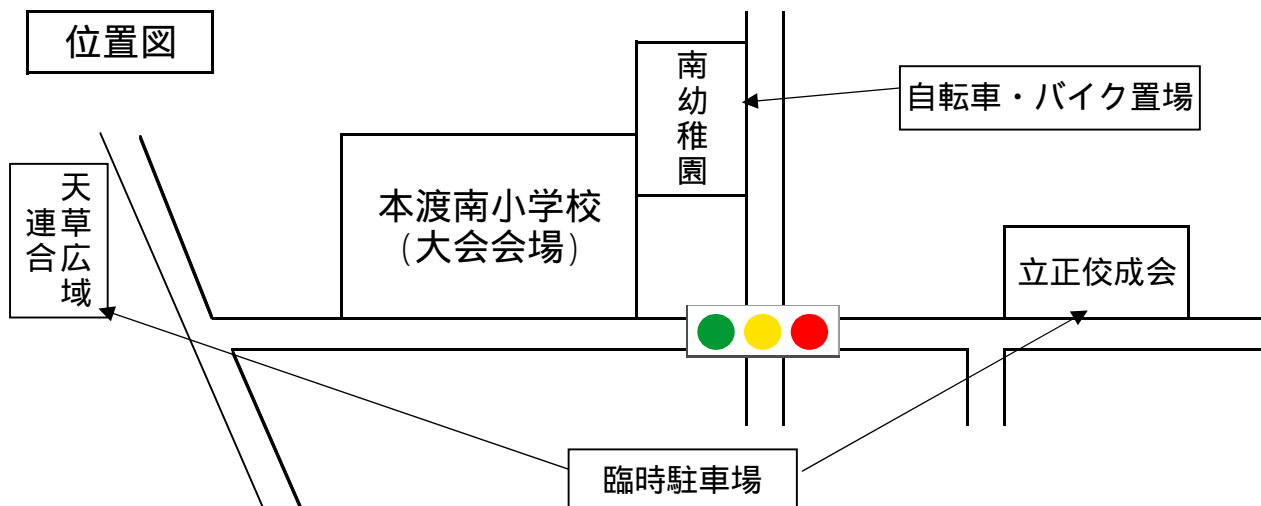 位置図
南幼稚園
自転車・バイク置場
天草広域
連合
本渡南小学校
(大会会場)
立正佼成会
臨時駐車場